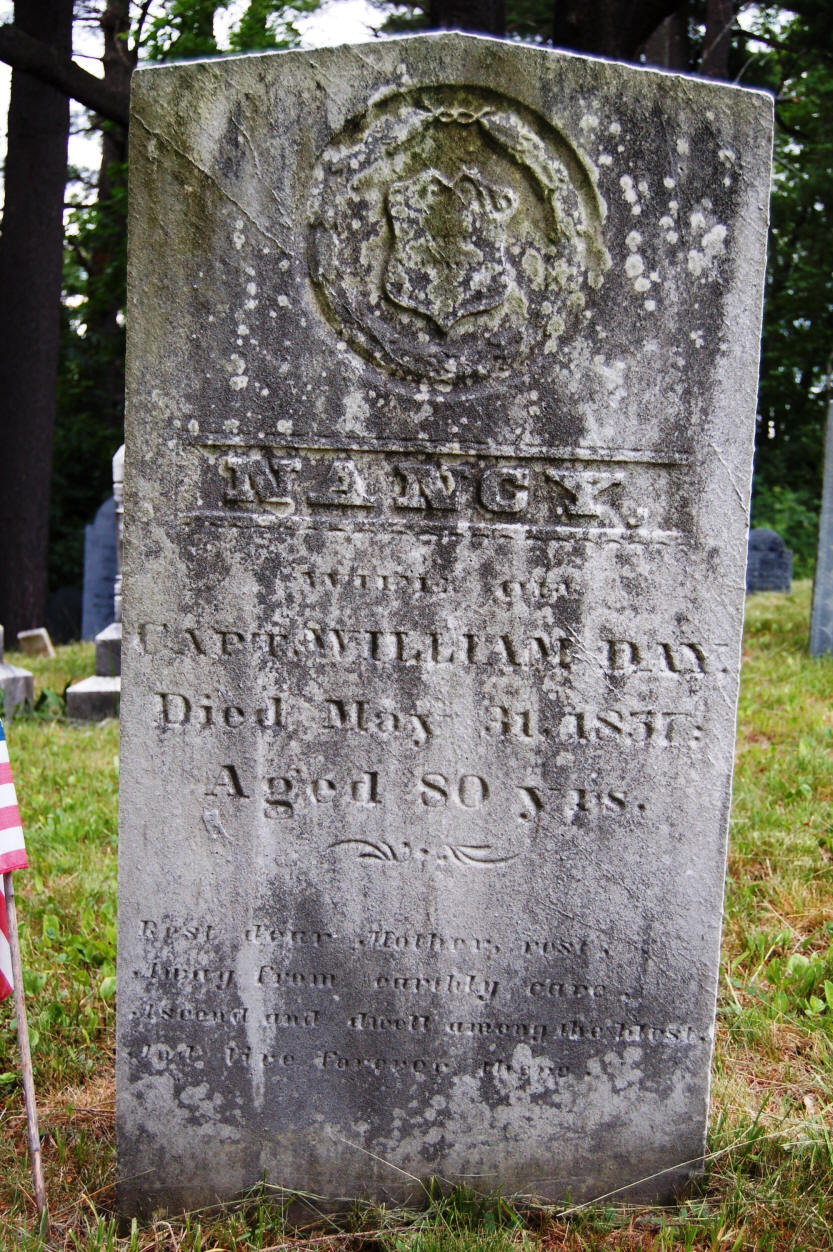 NANCY.
WIFE OF
CAPT. WILLIAM DAY.
Died May 31, 1837:
Aged 80 yrs.
Rest dear Mother, rest,
Away from earthly care,
Ascend and dwell among the blest,
And live forever there.